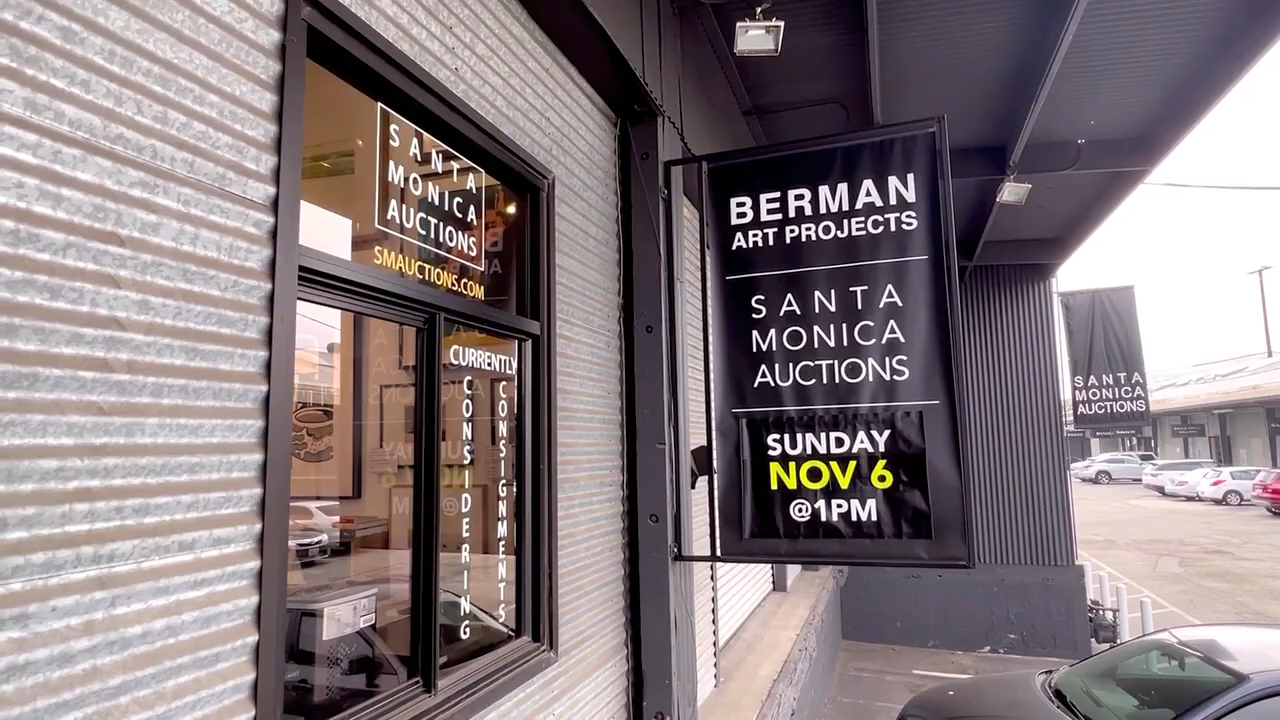 SANTA
MONICA
AUCTIONS
SMAUCTIONS.COM
CURRENTLY
CONSIDERING
CONSIGNMENTS
BERMAN
ART PROJECTS
SANTA
MONICA
AUCTIONS
SUNDAY
NOV 6
@1PM
SANTA
MONICA
AUCTIONS